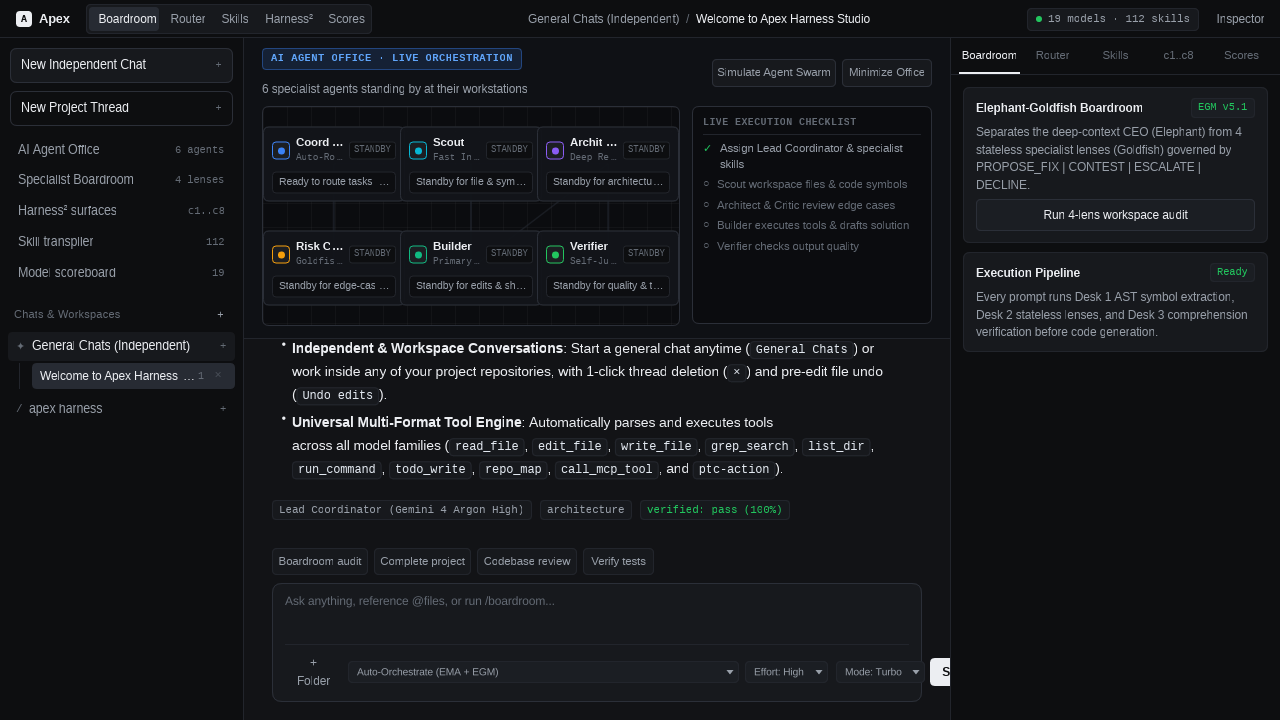 A Apex Boardroom Router Skills Harness² Scores General Chats (Independent) / Welcome to Apex Harness Studio 19 models · 112 skills Inspector
New Independent Chat +
New Project Thread +
AI Agent Office 6 agents
Specialist Boardroom 4 lenses
Harness² surfaces c1..c8
Skill transpiler 112
Model scoreboard 19
Chats & Workspaces +
✦ General Chats (Independent) +
Welcome to Apex Harness … 1 ×
/ apex harness +
AI AGENT OFFICE · LIVE ORCHESTRATION
6 specialist agents standing by at their workstations
Simulate Agent Swarm Minimize Office
Coord … STANDBY
Auto-Ro…
Ready to route tasks …
Scout STANDBY
Fast In…
Standby for file & sym…
Archit … STANDBY
Deep Re…
Standby for architectu…
Risk C… STANDBY
Goldfis…
Standby for edge-cas …
Builder STANDBY
Primary…
Standby for edits & sh…
Verifier STANDBY
Self-Ju…
Standby for quality & t…
LIVE EXECUTION CHECKLIST
✓ Assign Lead Coordinator & specialist
skills
○ Scout workspace files & code symbols
○ Architect & Critic review edge cases
○ Builder executes tools & drafts solution
○ Verifier checks output quality
• Independent & Workspace Conversations: Start a general chat anytime (General Chats) or
work inside any of your project repositories, with 1-click thread deletion (×) and pre-edit file undo
(Undo edits).
• Universal Multi-Format Tool Engine: Automatically parses and executes tools
across all model families (read_file, edit_file, write_file, grep_search, list_dir,
run_command, todo_write, repo_map, call_mcp_tool, and ptc-action).
Lead Coordinator (Gemini 4 Argon High) architecture verified: pass (100%)
Boardroom audit Complete project Codebase review Verify tests
Ask anything, reference @files, or run /boardroom...
+
Folder
Auto-Orchestrate (EMA + EGM) Effort: High Mode: Turbo S
Boardroom Router Skills c1..c8 Scores
Elephant-Goldfish Boardroom EGM v5.1
Separates the deep-context CEO (Elephant) from 4
stateless specialist lenses (Goldfish) governed by
PROPOSE_FIX | CONTEST | ESCALATE |
DECLINE.
Run 4-lens workspace audit
Execution Pipeline Ready
Every prompt runs Desk 1 AST symbol extraction,
Desk 2 stateless lenses, and Desk 3 comprehension
verification before code generation.